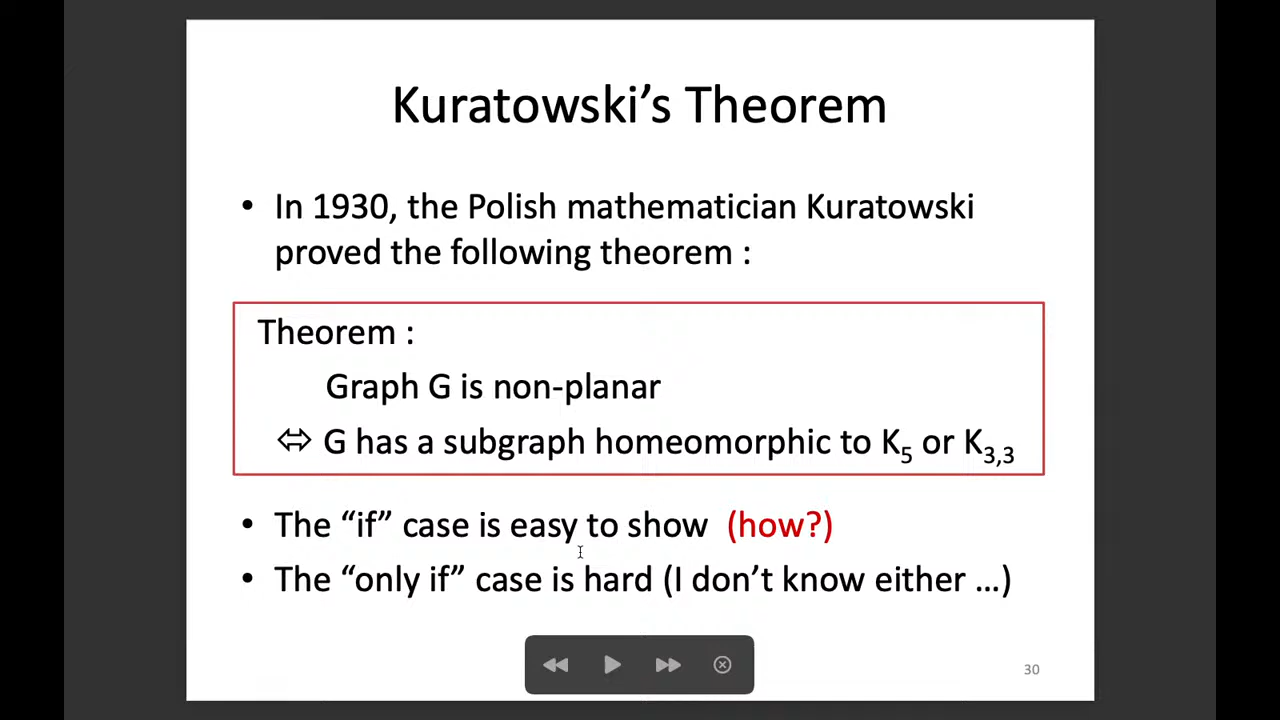 Kuratowski’s Theorem
• In 1930, the Polish mathematician Kuratowski
proved the following theorem :
Theorem :
Graph G is non-planar
⇔ G has a subgraph homeomorphic to K5 or K3,3
• The “if” case is easy to show (how?)
• The “only if” case is hard (I don’t know either …)
30